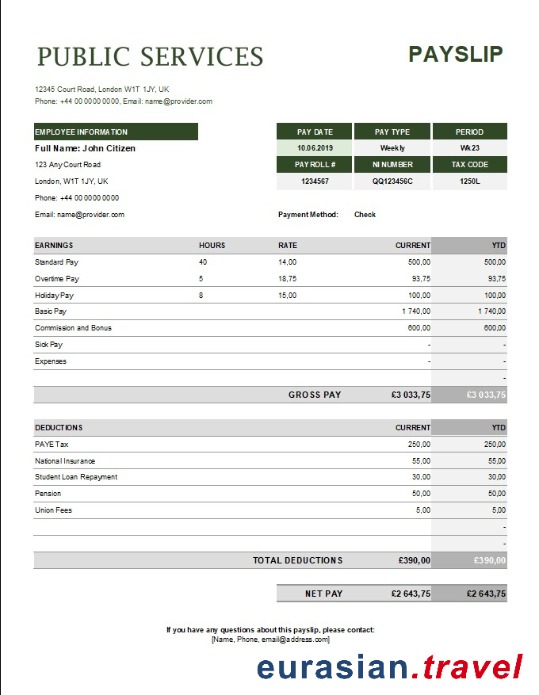 PUBLIC SERVICES
PAYSLIP
12345 Court Road, London W1T 1JY, UK
Phone: +44 00 0000 0000, Email: name@provider.com
EMPLOYEE INFORMATION
PAY DATE PAY TYPE PERIOD
Full Name: John Citizen
10.06.2019 Weekly Wk23
123 Any Court Road
PAYROLL # NI NUMBER TAX CODE
London, W1T 1JY, UK
1234567 QQ123456C 1250L
Phone: +44 00 0000 0000
Email: name@provider.com
Payment Method: Check
EARNINGS HOURS RATE CURRENT YTD
Standard Pay 40 14,00 500,00 500,00
Overtime Pay 5 18,75 93,75 93,75
Holiday Pay 8 15,00 100,00 100,00
Basic Pay 1 740,00 1 740,00
Commission and Bonus 600,00 600,00
Sick Pay - -
Expenses - -
-
GROSS PAY £3 033,75 £3 033,75
DEDUCTIONS CURRENT YTD
PAYE Tax 250,00 250,00
National Insurance 55,00 55,00
Student Loan Repayment 30,00 30,00
Pension 50,00 50,00
Union Fees 5,00 5,00
-
-
TOTAL DEDUCTIONS £390,00 £390,00
NET PAY £2 643,75 £2 643,75
If you have any questions about this payslip, please contact:
[Name, Phone, email@address.com]
eurasian.travel